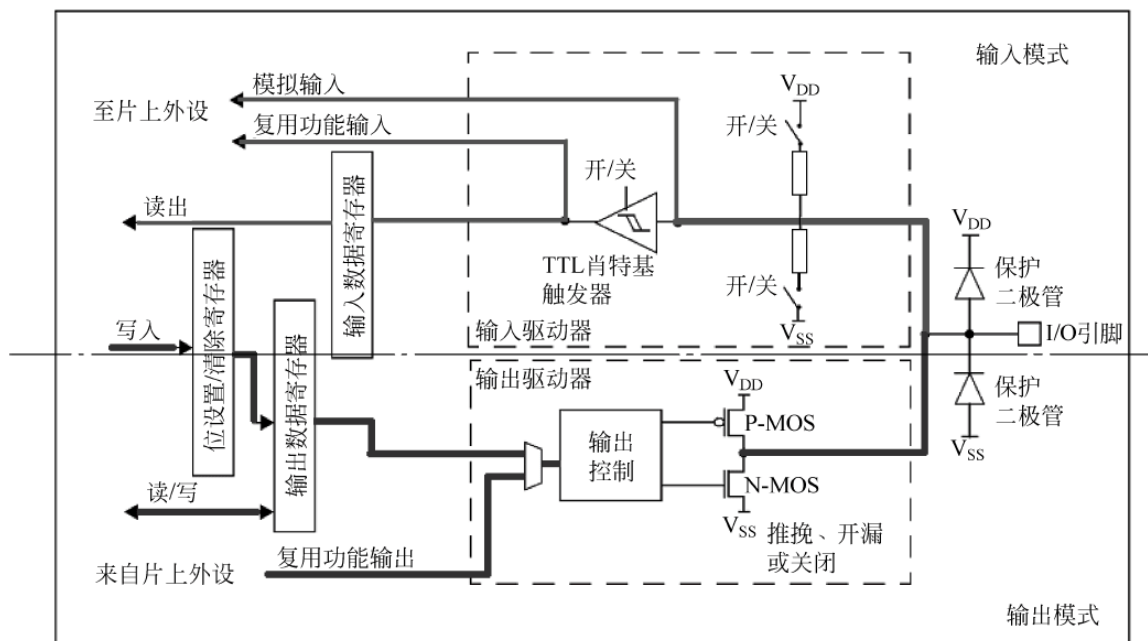 输入模式
模拟输入
至片上外设
复用功能输入
VDD
开/关
开/关
读出
输入数据寄存器
TTL肖特基
触发器
开/关
VSS
输入驱动器
VDD
保护
二极管
I/O引脚
写入
位设置/清除寄存器
输出数据寄存器
输出驱动器
VDD
P-MOS
输出
控制
N-MOS
VSS
推挽、开漏
或关闭
保护
二极管
VSS
读/写
复用功能输出
来自片上外设
输出模式